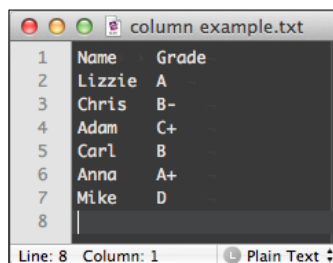 column example.txt
1 Name Grade
2 Lizzie A
3 Chris B-
4 Adam C+
5 Carl B
6 Anna A+
7 Mike D
8
Line: 8 Column: 1 L Plain Text